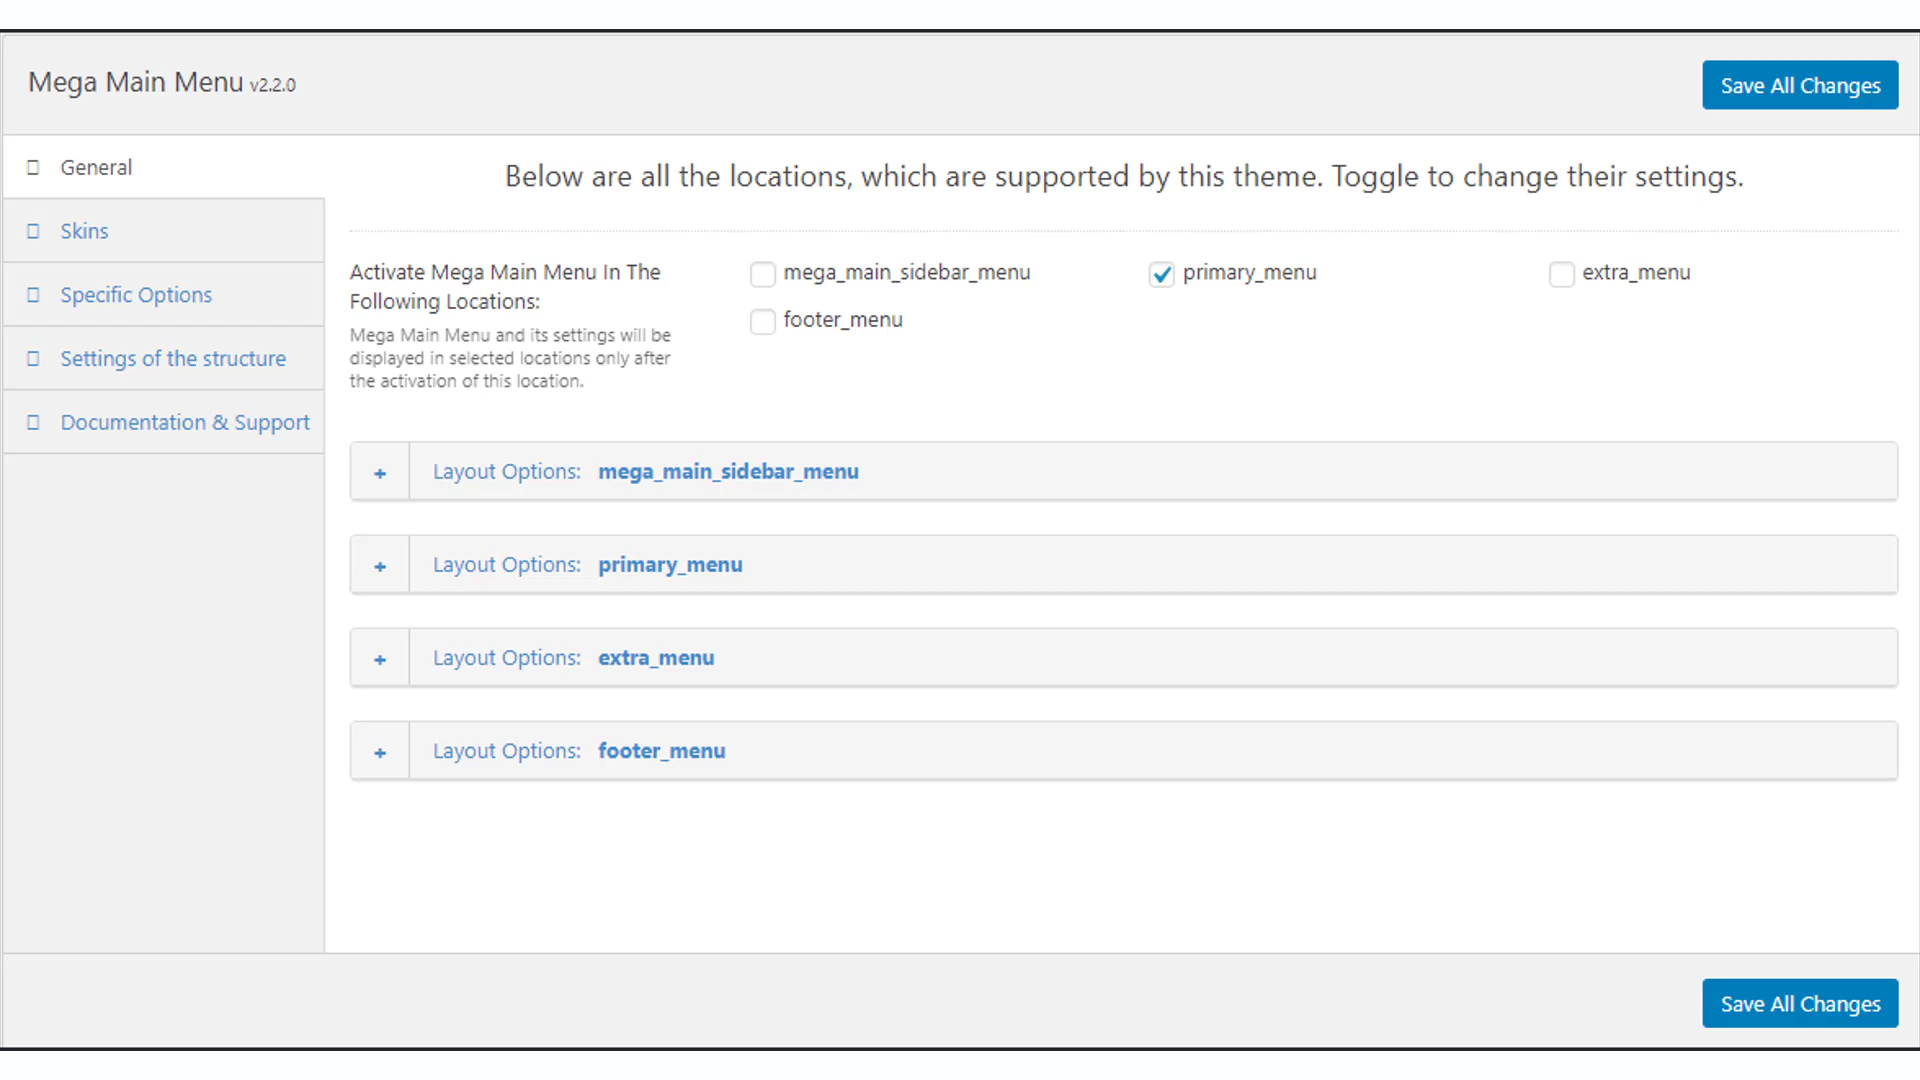 Mega Main Menu v2.2.0
Save All Changes
General
Skins
Specific Options
Settings of the structure
Documentation & Support
Below are all the locations, which are supported by this theme. Toggle to change their settings.
Activate Mega Main Menu In The
Following Locations:
Mega Main Menu and its settings will be
displayed in selected locations only after
the activation of this location.
mega_main_sidebar_menu
primary_menu
extra_menu
footer_menu
+ Layout Options: mega_main_sidebar_menu
+ Layout Options: primary_menu
+ Layout Options: extra_menu
+ Layout Options: footer_menu
Save All Changes